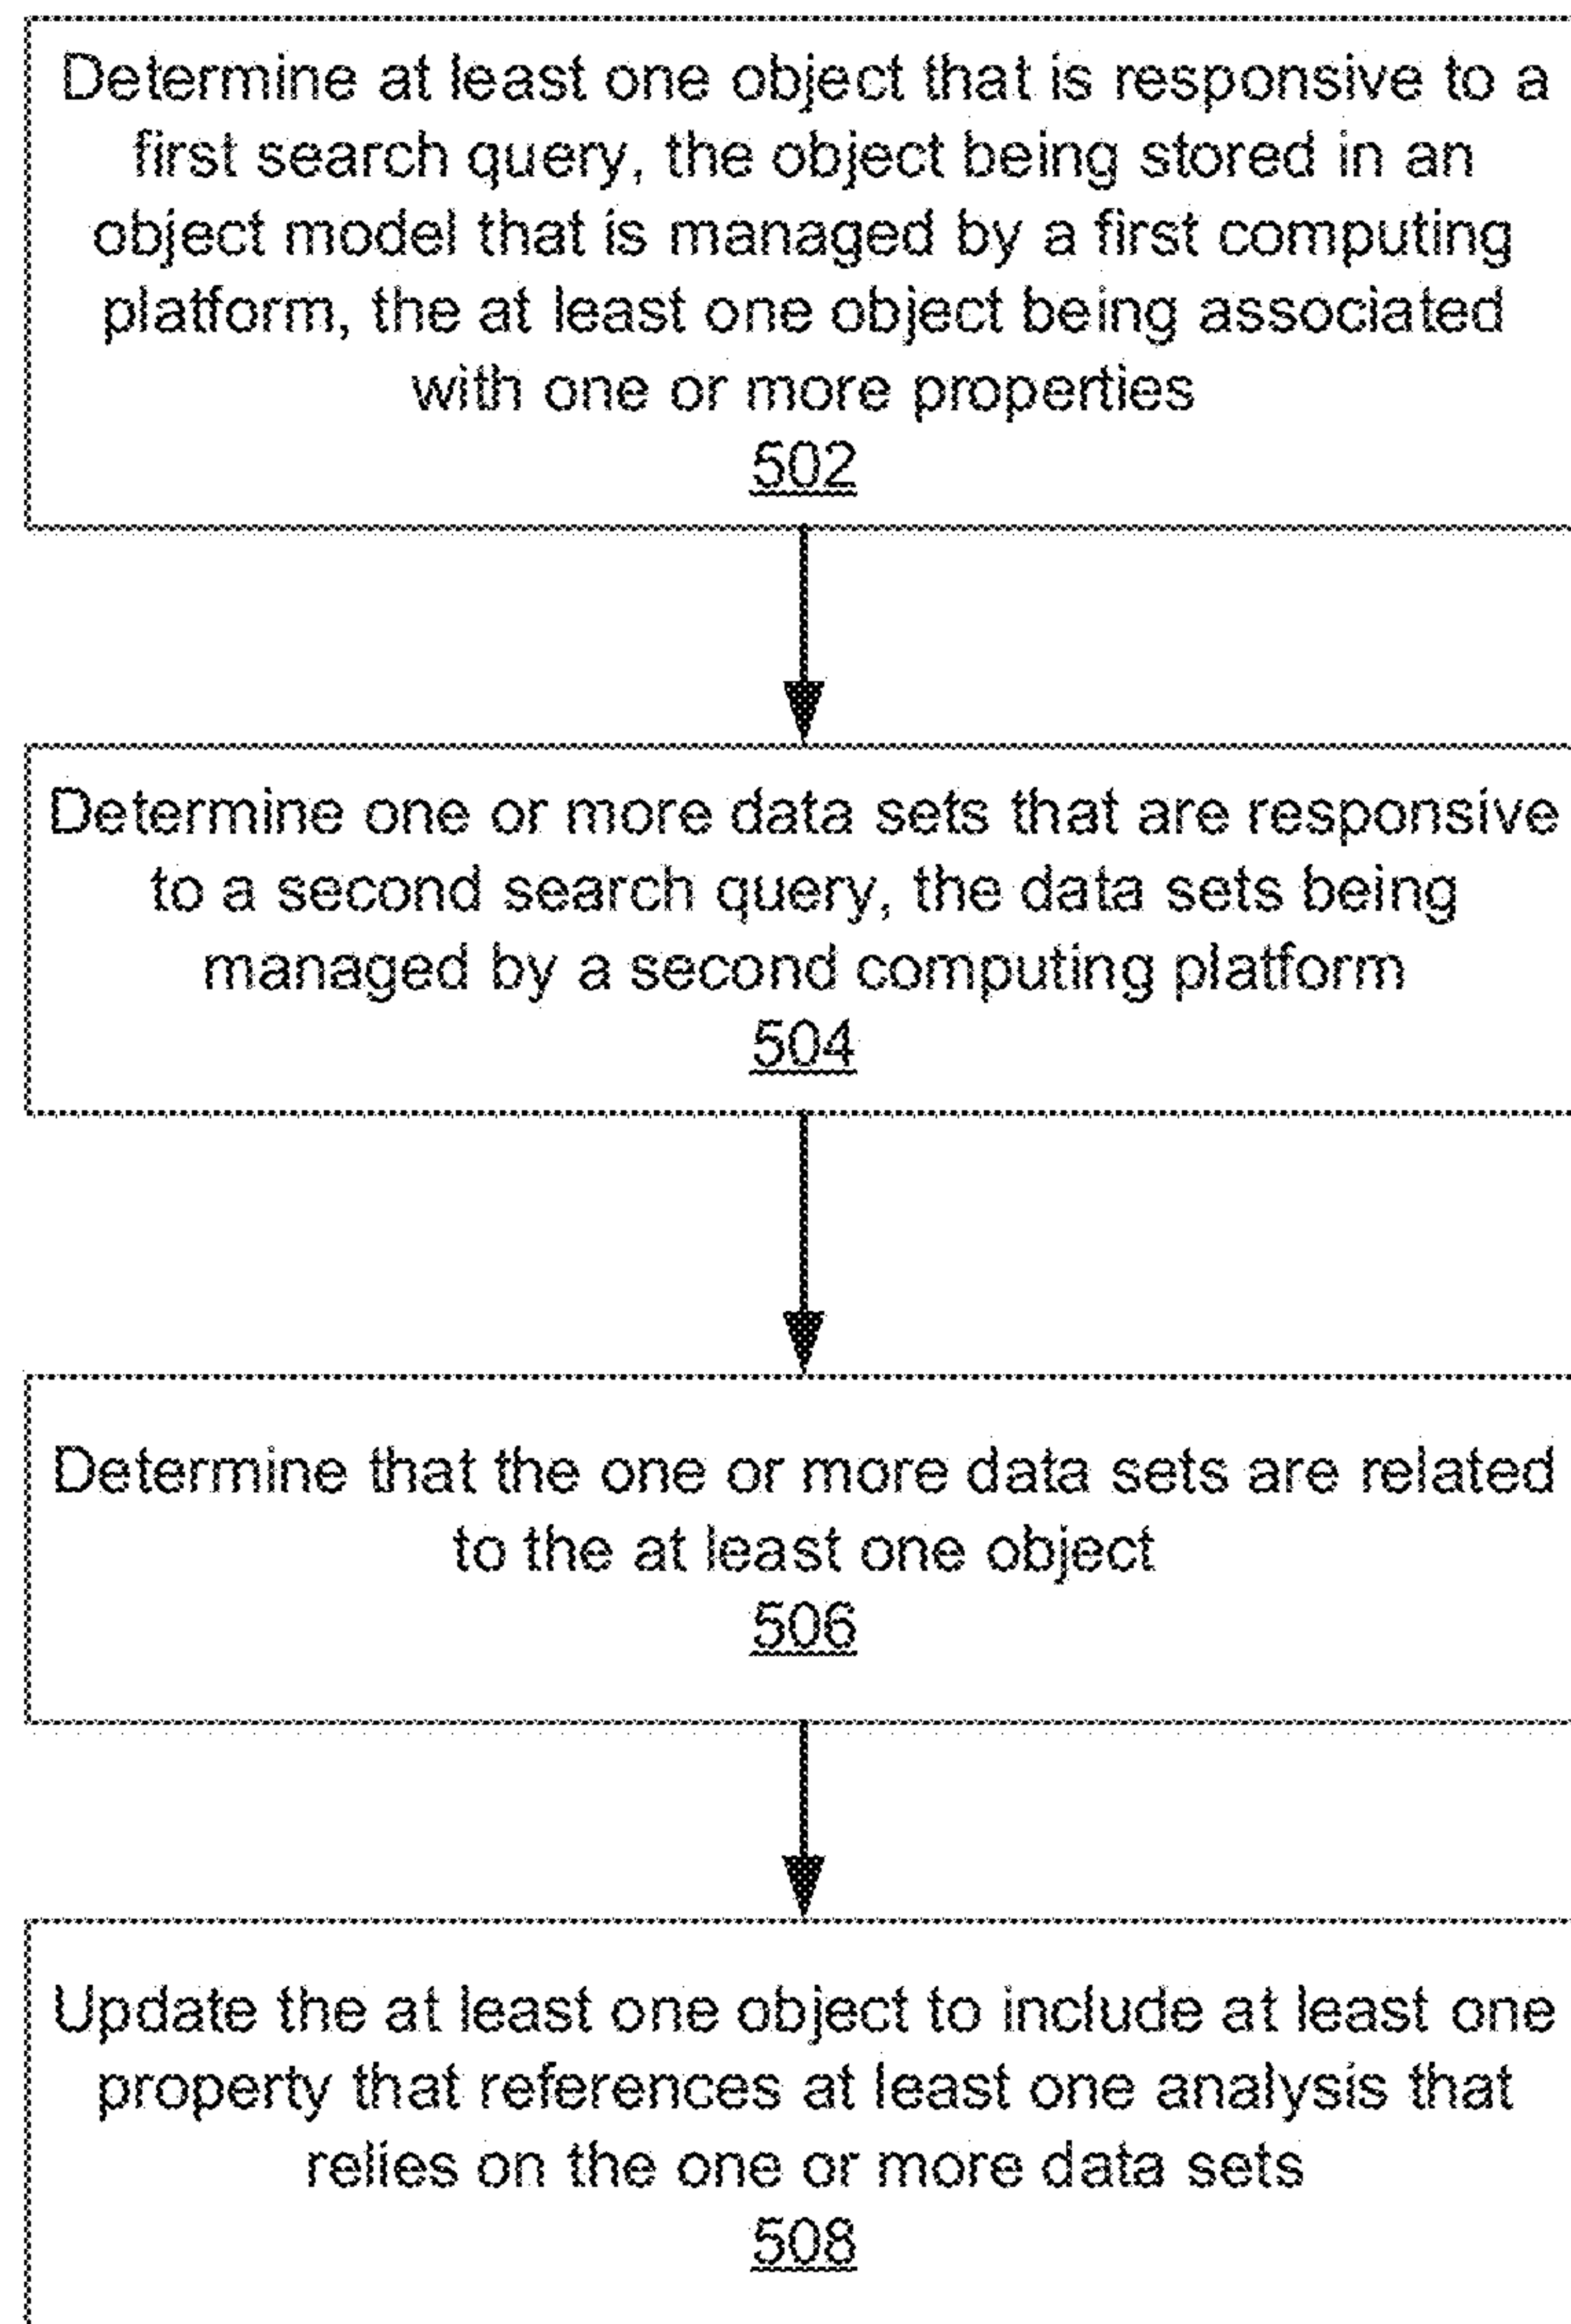 Determine at least one object that is responsive to a
first search query, the object being stored in an
object model that is managed by a first computing
platform, the at least one object being associated
with one or more properties
502
Determine one or more data sets that are responsive
to a second search query, the data sets being
managed by a second computing platform
504
Determine that the one or more data sets are related
to the at least one object
506
Update the at least one object to include at least one
property that references at least one analysis that
relies on the one or more data sets
508